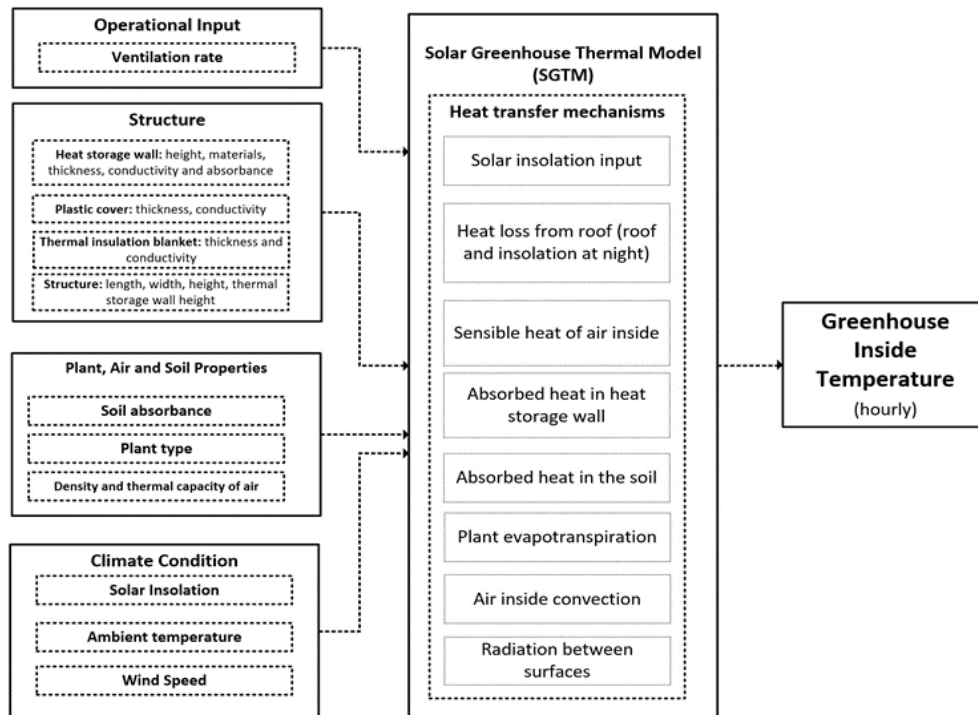 Operational Input
Ventilation rate
Structure
Heat storage wall: height, materials,
thickness, conductivity and absorbance
Plastic cover: thickness, conductivity
Thermal insulation blanket: thickness and
conductivity
Structure: length, width, height, thermal
storage wall height
Plant, Air and Soil Properties
Soil absorbance
Plant type
Density and thermal capacity of air
Climate Condition
Solar Insolation
Ambient temperature
Wind Speed
Solar Greenhouse Thermal Model
(SGTM)
Heat transfer mechanisms
Solar insolation input
Heat loss from roof (roof
and insolation at night)
Sensible heat of air inside
Absorbed heat in heat
storage wall
Absorbed heat in the soil
Plant evapotranspiration
Air inside convection
Radiation between
surfaces
Greenhouse
Inside
Temperature
(hourly)